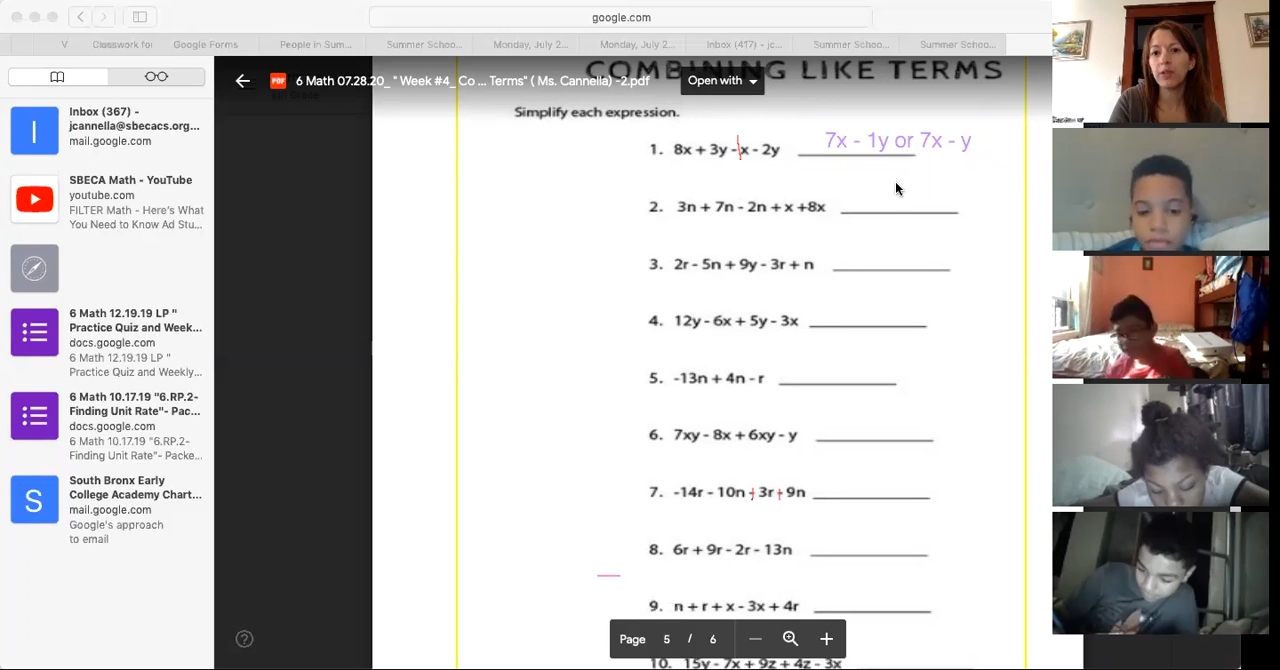 google.com
V Classwork for Google Forms People in Sum... Summer Schoo... Monday, July 2... Monday, July 2... Inbox (417) - jc... Summer Schoo... Summer Schoo...
6 Math 07.28.20_ " Week #4_ Co ... Terms" ( Ms. Cannella) -2.pdf
Open with
Inbox (367) -
jcannella@sbecacs.org...
mail.google.com
SBECA Math - YouTube
youtube.com
FILTER Math - Here's What
You Need to Know Ad Stu...
6 Math 12.19.19 LP "
Practice Quiz and Week...
docs.google.com
6 Math 12.19.19 LP "
Practice Quiz and Weekly...
6 Math 10.17.19 "6.RP.2-
Finding Unit Rate"- Pac...
docs.google.com
6 Math 10.17.19 "6.RP.2-
Finding Unit Rate"- Packe...
South Bronx Early
College Academy Chart...
mail.google.com
Google's approach
to email
COMBINING LIKE TERMS
Simplify each expression.
1. 8x + 3y - x - 2y 7x - 1y or 7x - y
2. 3n + 7n - 2n + x +8x
3. 2r - 5n + 9y - 3r + n
4. 12y - 6x + 5y - 3x
5. -13n + 4n - r
6. 7xy - 8x + 6xy - y
7. -14r - 10n + 3r + 9n
8. 6r + 9r - 2r - 13n
9. n + r + x - 3x + 4r
10. 15y - 7x + 9z + 4z - 3x
Page 5 / 6